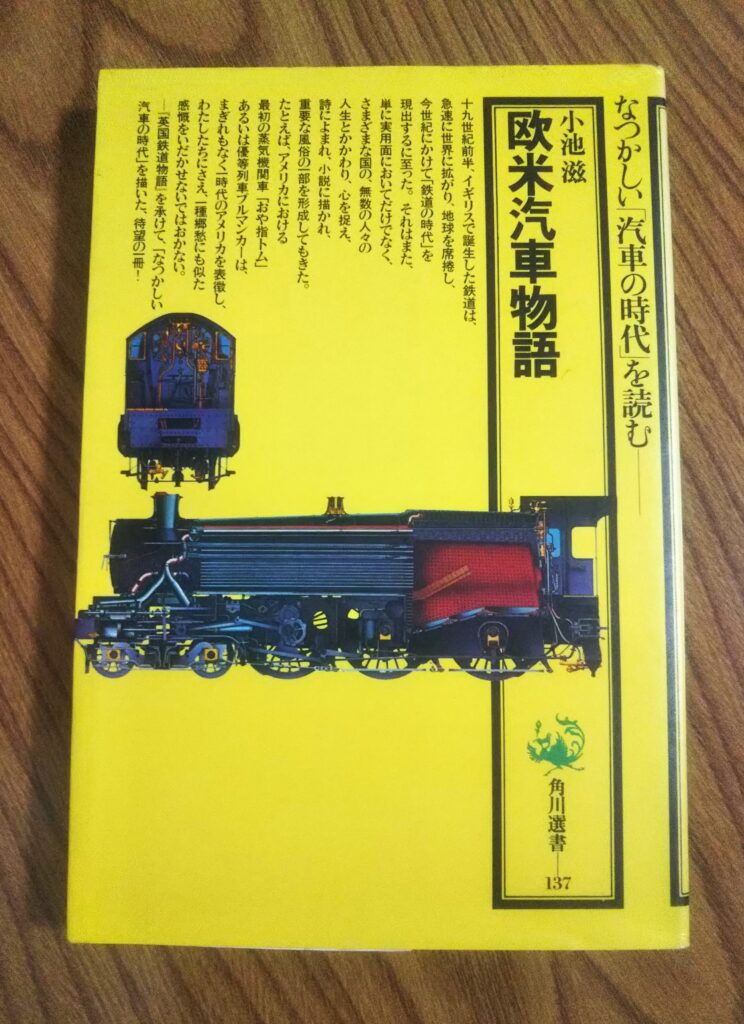 なつかしい「汽車の時代」を読む——
小池滋
欧米汽車物語
十九世紀前半、イギリスで誕生した鉄道は、
急速に世界に拡がり、地球を席捲し、
今世紀にかけて「鉄道の時代」を
現出するに至った。それはまた、
単に実用面においてだけでなく、
さまざまな国の、無数の人々の
人生とかかわり、心を捉え、
詩によまれ、小説に描かれ、
重要な風俗の一部を形成してもきた。
たとえば、アメリカにおける
最初の蒸気機関車「おや指トム」
あるいは優等列車プルマンカーは、
まぎれもなく一時代のアメリカを表徴し、
わたしたちにさえ、一種郷愁にも似た
感慨をいだかせないではおかない。
—『英国鉄道物語』を承けて、「なつかしい
汽車の時代」を描いた、待望の一冊！
角川選書—137